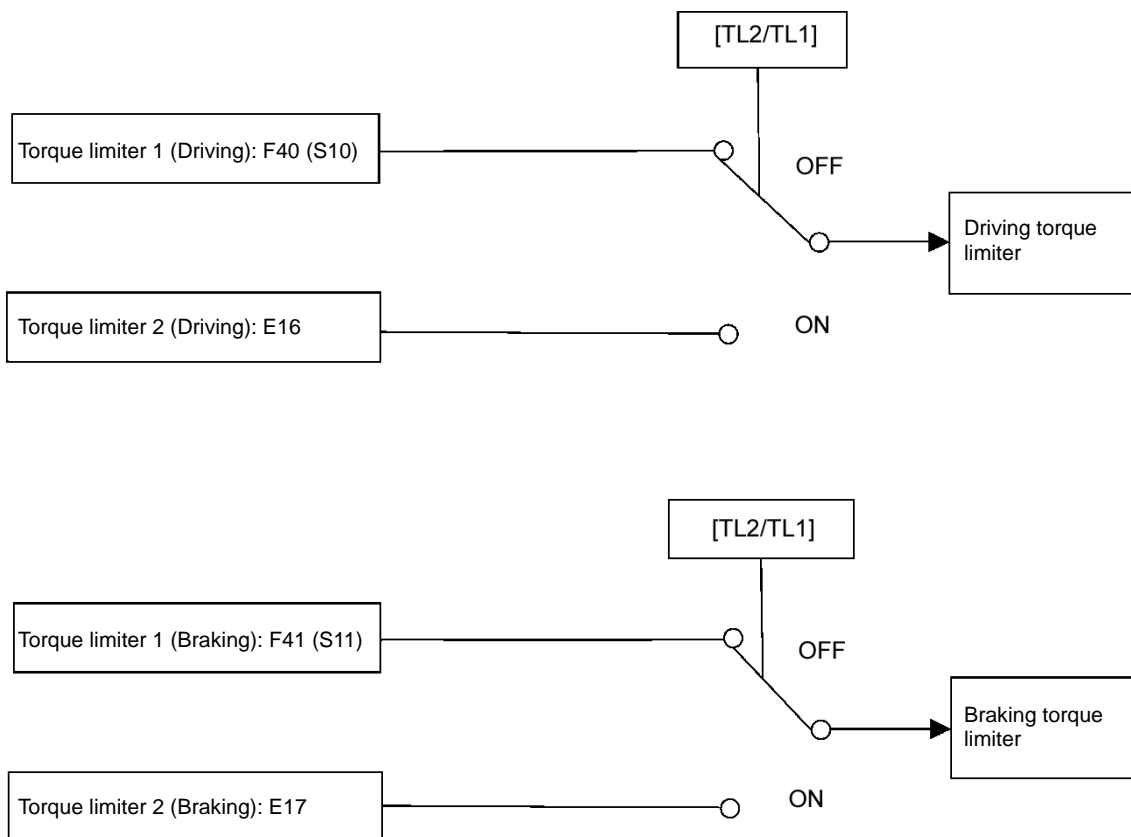 [TL2/TL1]
Torque limiter 1 (Driving): F40 (S10)
OFF
Driving torque
limiter
Torque limiter 2 (Driving): E16
ON
[TL2/TL1]
Torque limiter 1 (Braking): F41 (S11)
OFF
Braking torque
limiter
Torque limiter 2 (Braking): E17
ON